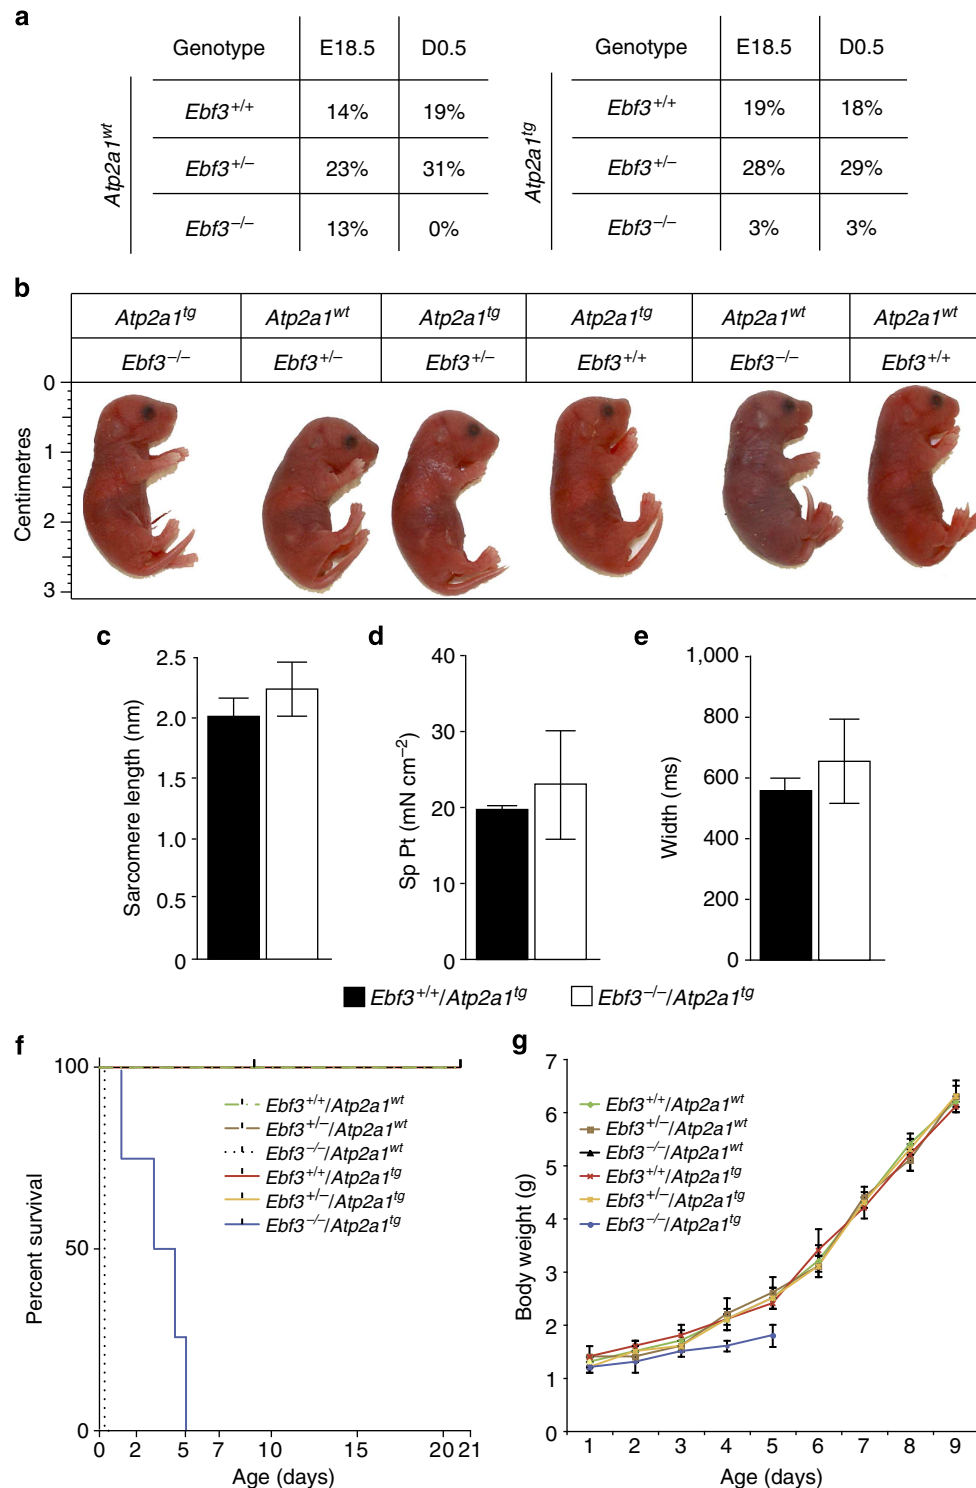 a
Genotype E18.5 D0.5
Atp2a1wt
Ebf3+/+ 14% 19%
Ebf3+/– 23% 31%
Ebf3–/– 13% 0%
Genotype E18.5 D0.5
Atp2a1tg
Ebf3+/+ 19% 18%
Ebf3+/– 28% 29%
Ebf3–/– 3% 3%
b
Atp2a1tg Atp2a1wt Atp2a1tg Atp2a1tg Atp2a1wt Atp2a1wt
Ebf3–/– Ebf3+/– Ebf3+/– Ebf3+/+ Ebf3–/– Ebf3+/+
Centimetres
0
1
2
3
c
Sarcomere length (nm)
2.5
2.0
1.5
1.0
0.5
0
d
Sp Pt (mN cm–2)
40
30
20
10
0
e
Width (ms)
1,000
800
600
400
200
0
Ebf3+/+/Atp2a1tg Ebf3–/–/Atp2a1tg
f
Percent survival
100
50
0
Ebf3+/+/Atp2a1wt
Ebf3+/–/Atp2a1wt
Ebf3–/–/Atp2a1wt
Ebf3+/+/Atp2a1tg
Ebf3+/–/Atp2a1tg
Ebf3–/–/Atp2a1tg
0 2 5 7 10 15 20 21
Age (days)
g
Body weight (g)
7
6
5
4
3
2
1
0
Ebf3+/+/Atp2a1wt
Ebf3+/–/Atp2a1wt
Ebf3–/–/Atp2a1wt
Ebf3+/+/Atp2a1tg
Ebf3+/–/Atp2a1tg
Ebf3–/–/Atp2a1tg
1 2 3 4 5 6 7 8 9
Age (days)